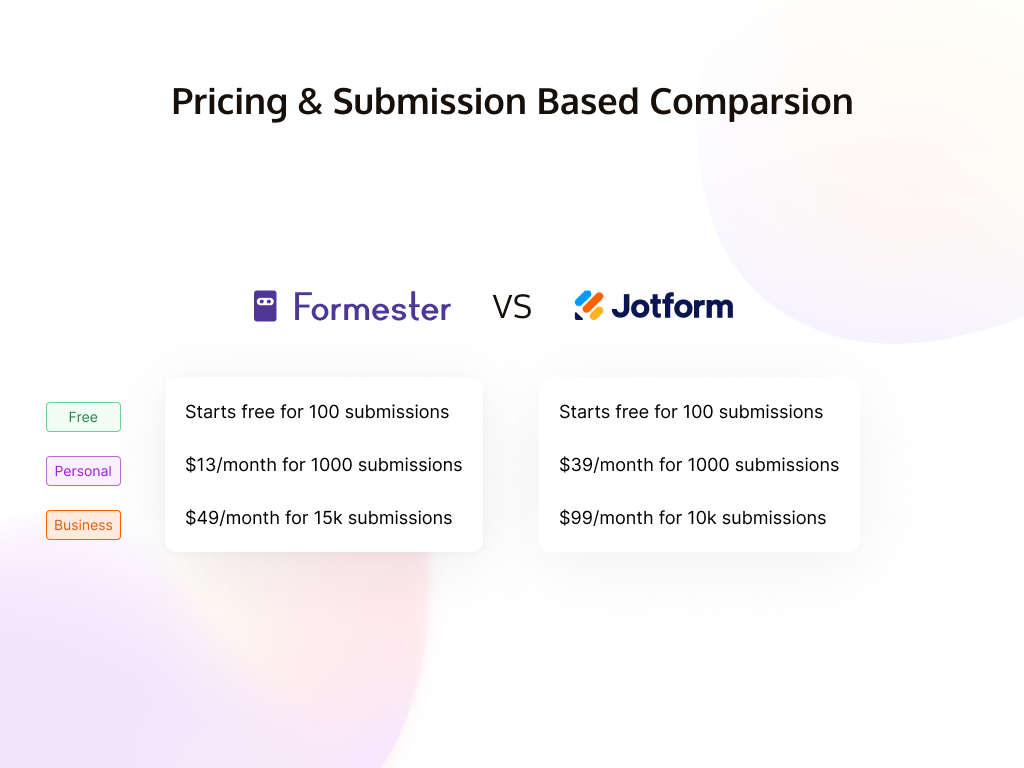 Pricing & Submission Based Comparsion
Formester VS Jotform
Free Starts free for 100 submissions Starts free for 100 submissions
Personal $13/month for 1000 submissions $39/month for 1000 submissions
Business $49/month for 15k submissions $99/month for 10k submissions